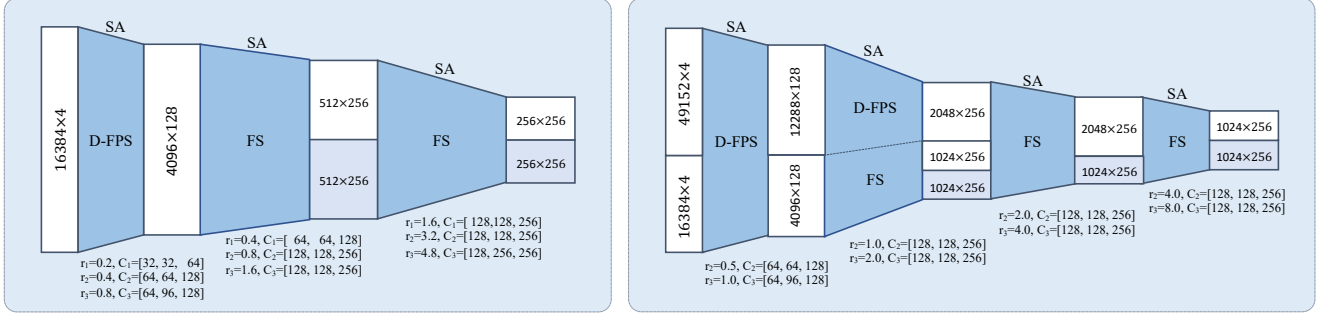 SA
SA
SA
16384×4
D-FPS
4096×128
FS
512×256
512×256
FS
256×256
256×256
r₁=0.2, C₁=[32, 32, 64]
r₂=0.4, C₂=[64, 64, 128]
r₃=0.8, C₃=[64, 96, 128]
r₁=0.4, C₁=[ 64, 64, 128]
r₂=0.8, C₂=[128, 128, 256]
r₃=1.6, C₃=[128, 128, 256]
r₁=1.6, C₁=[ 128,128, 256]
r₂=3.2, C₂=[128, 128, 256]
r₃=4.8, C₃=[128, 256, 256]
SA
SA
SA
SA
49152×4
16384×4
D-FPS
12288×128
4096×128
D-FPS
FS
2048×256
1024×256
1024×256
FS
2048×256
1024×256
FS
1024×256
1024×256
r₂=0.5, C₂=[64, 64, 128]
r₃=1.0, C₃=[64, 96, 128]
r₂=1.0, C₂=[128, 128, 256]
r₃=2.0, C₃=[128, 128, 256]
r₂=2.0, C₂=[128, 128, 256]
r₃=4.0, C₃=[128, 128, 256]
r₂=4.0, C₂=[128, 128, 256]
r₃=8.0, C₃=[128, 128, 256]